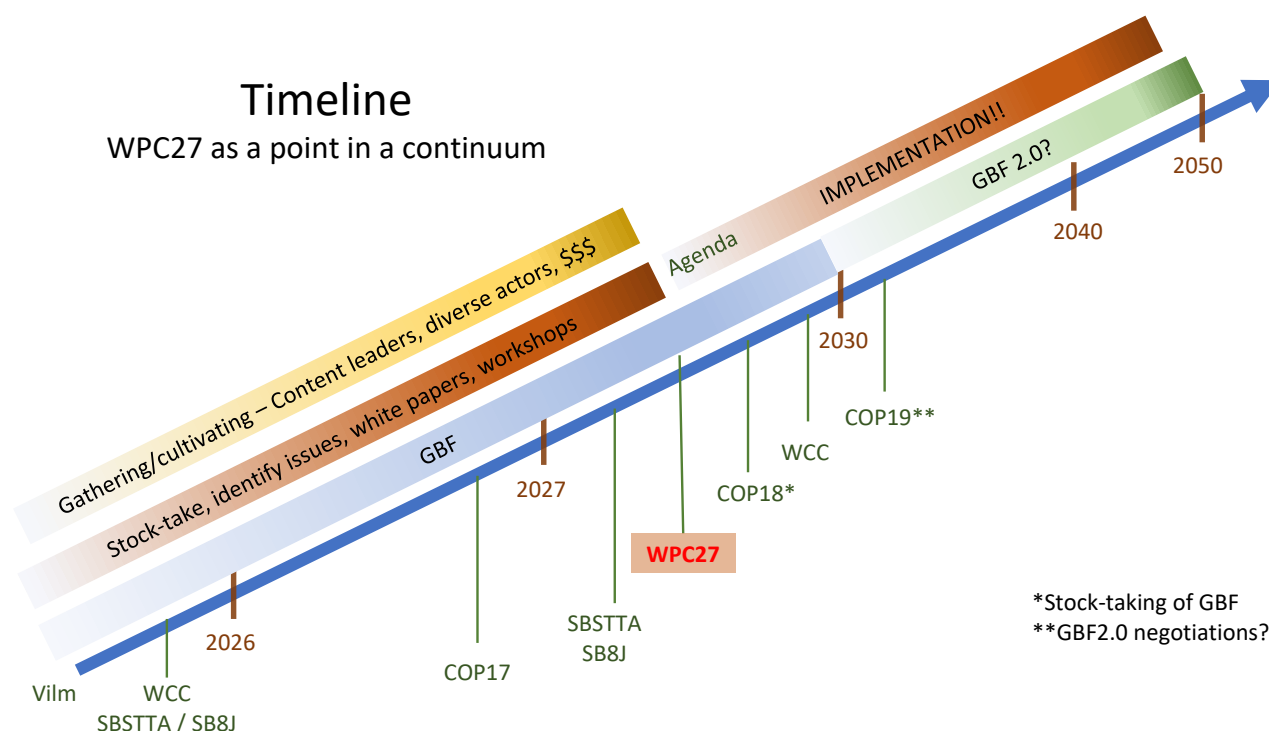 Timeline
WPC27 as a point in a continuum
Gathering/cultivating – Content leaders, diverse actors, $$$
Stock-take, identify issues, white papers, workshops
GBF
Agenda
IMPLEMENTATION!!
GBF 2.0?
2050
2040
2030
2027
2026
COP19**
WCC
COP18*
WPC27
SBSTTA
SB8J
COP17
Vilm
WCC
SBSTTA / SB8J
*Stock-taking of GBF
**GBF2.0 negotiations?